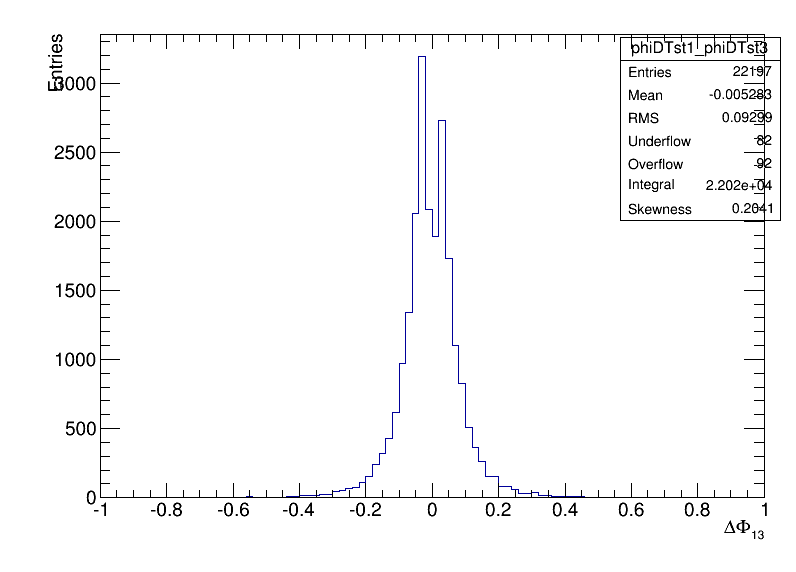 Entries
phiDTst1_phiDTst3
Entries 22197
Mean -0.005283
RMS 0.09299
Underflow 82
Overflow 92
Integral 2.202e+04
Skewness 0.2041
3000
2500
2000
1500
1000
500
0
-1 -0.8 -0.6 -0.4 -0.2 0 0.2 0.4 0.6 0.8 1
ΔΦ13